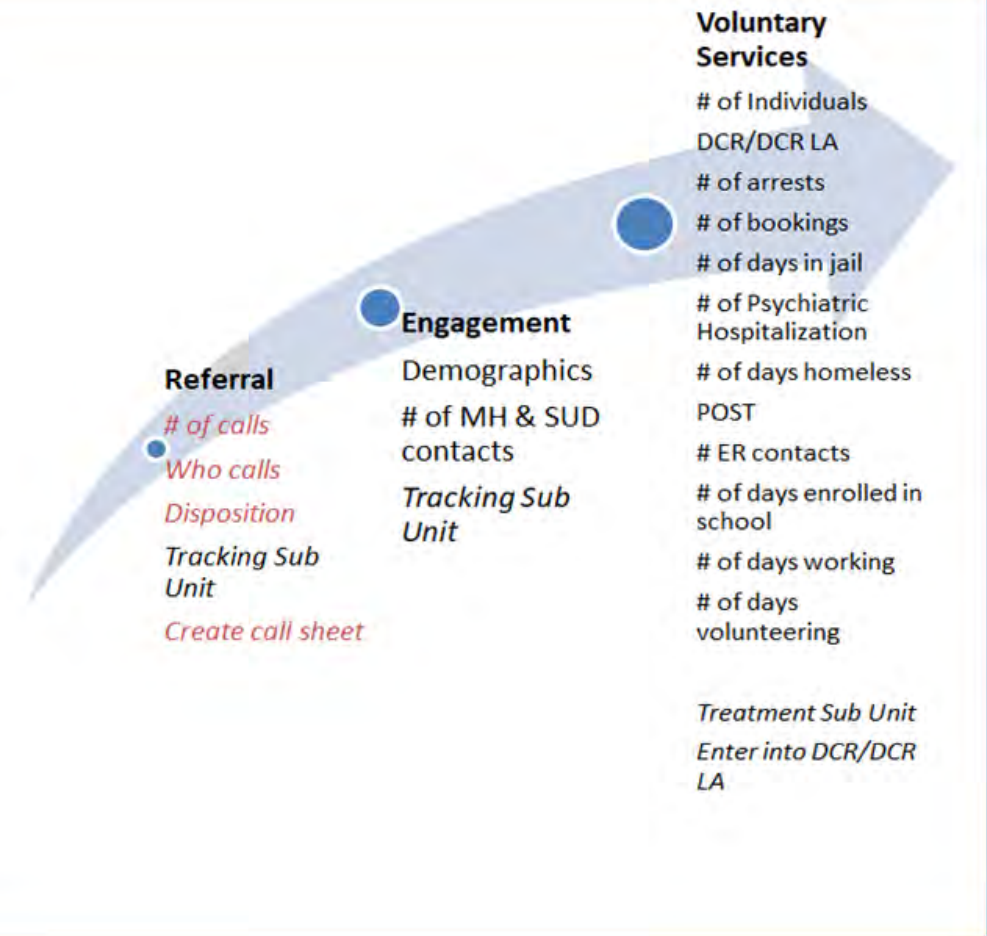 Voluntary
Services
# of Individuals
DCR/DCR LA
# of arrests
# of bookings
# of days in jail
# of Psychiatric
Hospitalization
# of days homeless
POST
# ER contacts
# of days enrolled in
school
# of days working
# of days
volunteering
Treatment Sub Unit
Enter into DCR/DCR
LA
Engagement
Demographics
# of MH & SUD
contacts
Tracking Sub
Unit
Referral
# of calls
Who calls
Disposition
Tracking Sub
Unit
Create call sheet